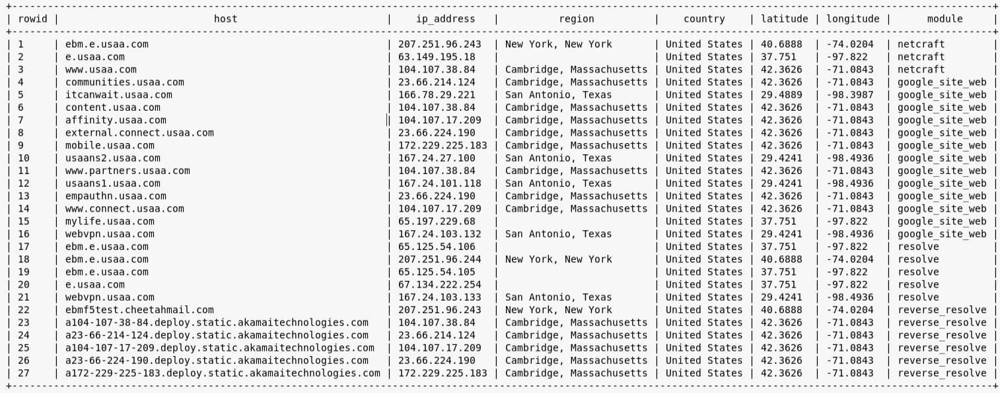 +---------------------------------------------------------------------------------------------------------------------------------------------------------------------+
| rowid |                          host                         |    ip_address   |          region          |    country    | latitude | longitude |      module     |
+---------------------------------------------------------------------------------------------------------------------------------------------------------------------+
| 1     | ebm.e.usaa.com                                        | 207.251.96.243  | New York, New York       | United States | 40.6888  | -74.0204  | netcraft        |
| 2     | e.usaa.com                                            | 63.149.195.18   |                          | United States | 37.751   | -97.822   | netcraft        |
| 3     | www.usaa.com                                          | 104.107.38.84   | Cambridge, Massachusetts | United States | 42.3626  | -71.0843  | netcraft        |
| 4     | communities.usaa.com                                  | 23.66.214.124   | Cambridge, Massachusetts | United States | 42.3626  | -71.0843  | google_site_web |
| 5     | itcanwait.usaa.com                                    | 166.78.29.221   | San Antonio, Texas       | United States | 29.4889  | -98.3987  | google_site_web |
| 6     | content.usaa.com                                      | 104.107.38.84   | Cambridge, Massachusetts | United States | 42.3626  | -71.0843  | google_site_web |
| 7     | affinity.usaa.com                                     | 104.107.17.209  | Cambridge, Massachusetts | United States | 42.3626  | -71.0843  | google_site_web |
| 8     | external.connect.usaa.com                             | 23.66.224.190   | Cambridge, Massachusetts | United States | 42.3626  | -71.0843  | google_site_web |
| 9     | mobile.usaa.com                                       | 172.229.225.183 | Cambridge, Massachusetts | United States | 42.3626  | -71.0843  | google_site_web |
| 10    | usaans2.usaa.com                                      | 167.24.27.100   | San Antonio, Texas       | United States | 29.4241  | -98.4936  | google_site_web |
| 11    | www.partners.usaa.com                                 | 104.107.38.84   | Cambridge, Massachusetts | United States | 42.3626  | -71.0843  | google_site_web |
| 12    | usaans1.usaa.com                                      | 167.24.101.118  | San Antonio, Texas       | United States | 29.4241  | -98.4936  | google_site_web |
| 13    | empauthn.usaa.com                                     | 23.66.224.190   | Cambridge, Massachusetts | United States | 42.3626  | -71.0843  | google_site_web |
| 14    | www.connect.usaa.com                                  | 104.107.17.209  | Cambridge, Massachusetts | United States | 42.3626  | -71.0843  | google_site_web |
| 15    | mylife.usaa.com                                       | 65.197.229.68   |                          | United States | 37.751   | -97.822   | google_site_web |
| 16    | webvpn.usaa.com                                       | 167.24.103.132  | San Antonio, Texas       | United States | 29.4241  | -98.4936  | google_site_web |
| 17    | ebm.e.usaa.com                                        | 65.125.54.106   |                          | United States | 37.751   | -97.822   | resolve         |
| 18    | ebm.e.usaa.com                                        | 207.251.96.244  | New York, New York       | United States | 40.6888  | -74.0204  | resolve         |
| 19    | ebm.e.usaa.com                                        | 65.125.54.105   |                          | United States | 37.751   | -97.822   | resolve         |
| 20    | e.usaa.com                                            | 67.134.222.254  |                          | United States | 37.751   | -97.822   | resolve         |
| 21    | webvpn.usaa.com                                       | 167.24.103.133  | San Antonio, Texas       | United States | 29.4241  | -98.4936  | resolve         |
| 22    | ebmf5test.cheetahmail.com                             | 207.251.96.243  | New York, New York       | United States | 40.6888  | -74.0204  | reverse_resolve |
| 23    | a104-107-38-84.deploy.static.akamaitechnologies.com   | 104.107.38.84   | Cambridge, Massachusetts | United States | 42.3626  | -71.0843  | reverse_resolve |
| 24    | a23-66-214-124.deploy.static.akamaitechnologies.com   | 23.66.214.124   | Cambridge, Massachusetts | United States | 42.3626  | -71.0843  | reverse_resolve |
| 25    | a104-107-17-209.deploy.static.akamaitechnologies.com  | 104.107.17.209  | Cambridge, Massachusetts | United States | 42.3626  | -71.0843  | reverse_resolve |
| 26    | a23-66-224-190.deploy.static.akamaitechnologies.com   | 23.66.224.190   | Cambridge, Massachusetts | United States | 42.3626  | -71.0843  | reverse_resolve |
| 27    | a172-229-225-183.deploy.static.akamaitechnologies.com | 172.229.225.183 | Cambridge, Massachusetts | United States | 42.3626  | -71.0843  | reverse_resolve |
+---------------------------------------------------------------------------------------------------------------------------------------------------------------------+